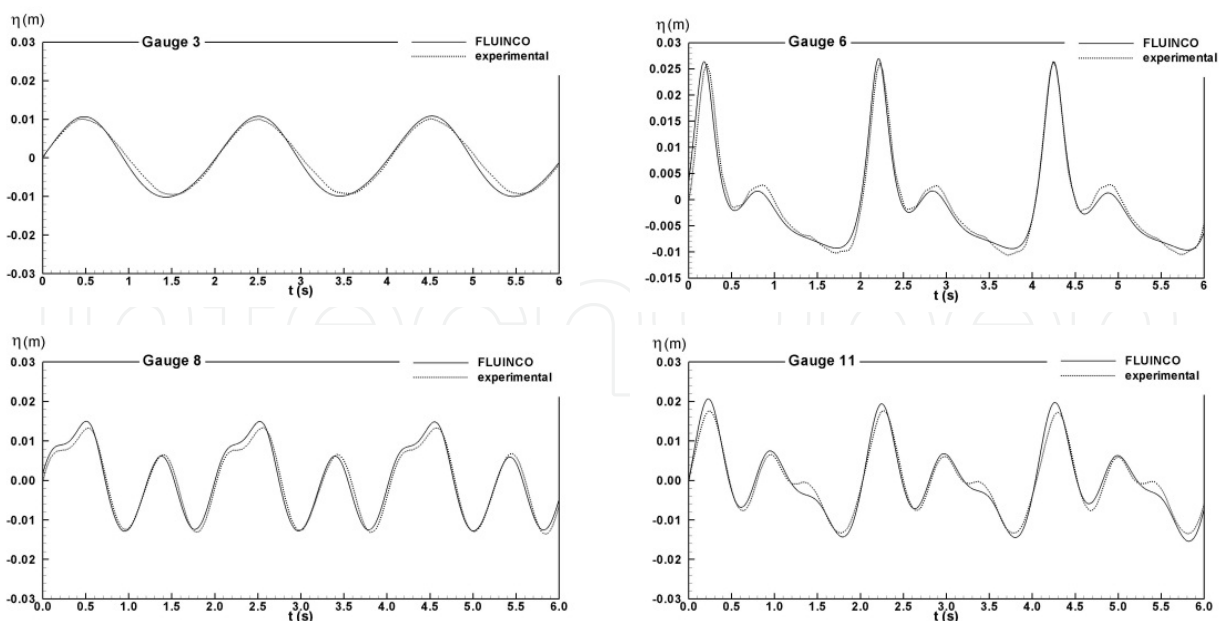 η (m)
0.03
Gauge 3
FLUINCO
experimental
0.02
0.01
0
-0.01
-0.02
-0.03
0 0.5 1 1.5 2 2.5 3 3.5 4 4.5 5 5.5 6
t (s)
η (m)
0.03
Gauge 6
FLUINCO
experimental
0.025
0.02
0.015
0.01
0.005
0
-0.005
-0.01
-0.015
0 0.5 1 1.5 2 2.5 3 3.5 4 4.5 5 5.5 6
t (s)
η (m)
0.03
Gauge 8
FLUINCO
experimental
0.02
0.01
0.00
-0.01
-0.02
-0.03
0.0 0.5 1.0 1.5 2.0 2.5 3.0 3.5 4.0 4.5 5.0 5.5 6.0
t (s)
η (m)
0.03
Gauge 11
FLUINCO
experimental
0.02
0.01
0.00
-0.01
-0.02
-0.03
0.0 0.5 1.0 1.5 2.0 2.5 3.0 3.5 4.0 4.5 5.0 5.5 6.0
t (s)